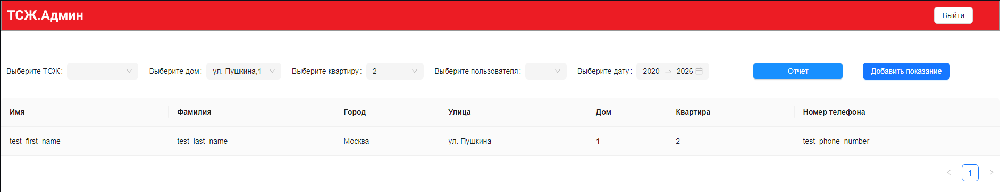 ТСЖ.Админ Выйти
Выберите ТСЖ: Выберите дом: ул. Пушкина,1 Выберите квартиру: 2 Выберите пользователя: Выберите дату: 2020 → 2026 Отчет Добавить показание
Имя Фамилия Город Улица Дом Квартира Номер телефона
test_first_name test_last_name Москва ул. Пушкина 1 2 test_phone_number
< 1 >